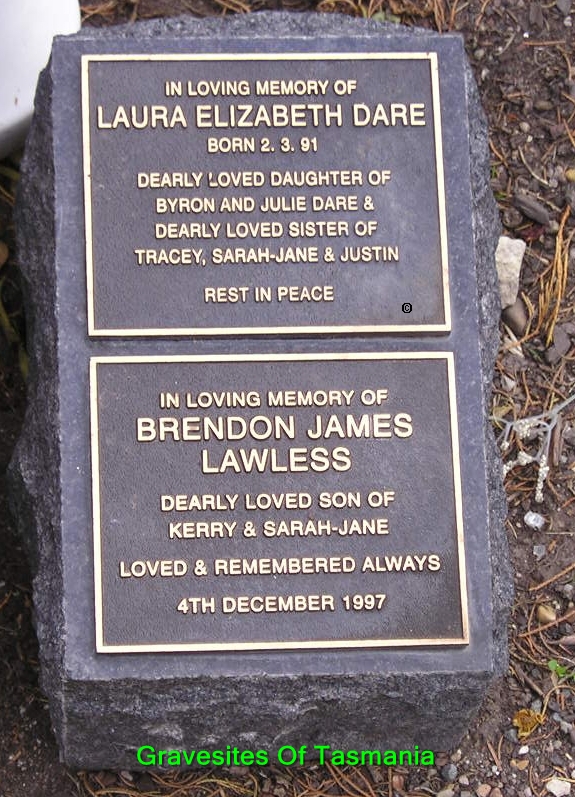 IN LOVING MEMORY OF
LAURA ELIZABETH DARE
BORN 2. 3. 91
DEARLY LOVED DAUGHTER OF
BYRON AND JULIE DARE &
DEARLY LOVED SISTER OF
TRACEY, SARAH-JANE & JUSTIN
REST IN PEACE
©
IN LOVING MEMORY OF
BRENDON JAMES
LAWLESS
DEARLY LOVED SON OF
KERRY & SARAH-JANE
LOVED & REMEMBERED ALWAYS
4TH DECEMBER 1997
Gravesites Of Tasmania